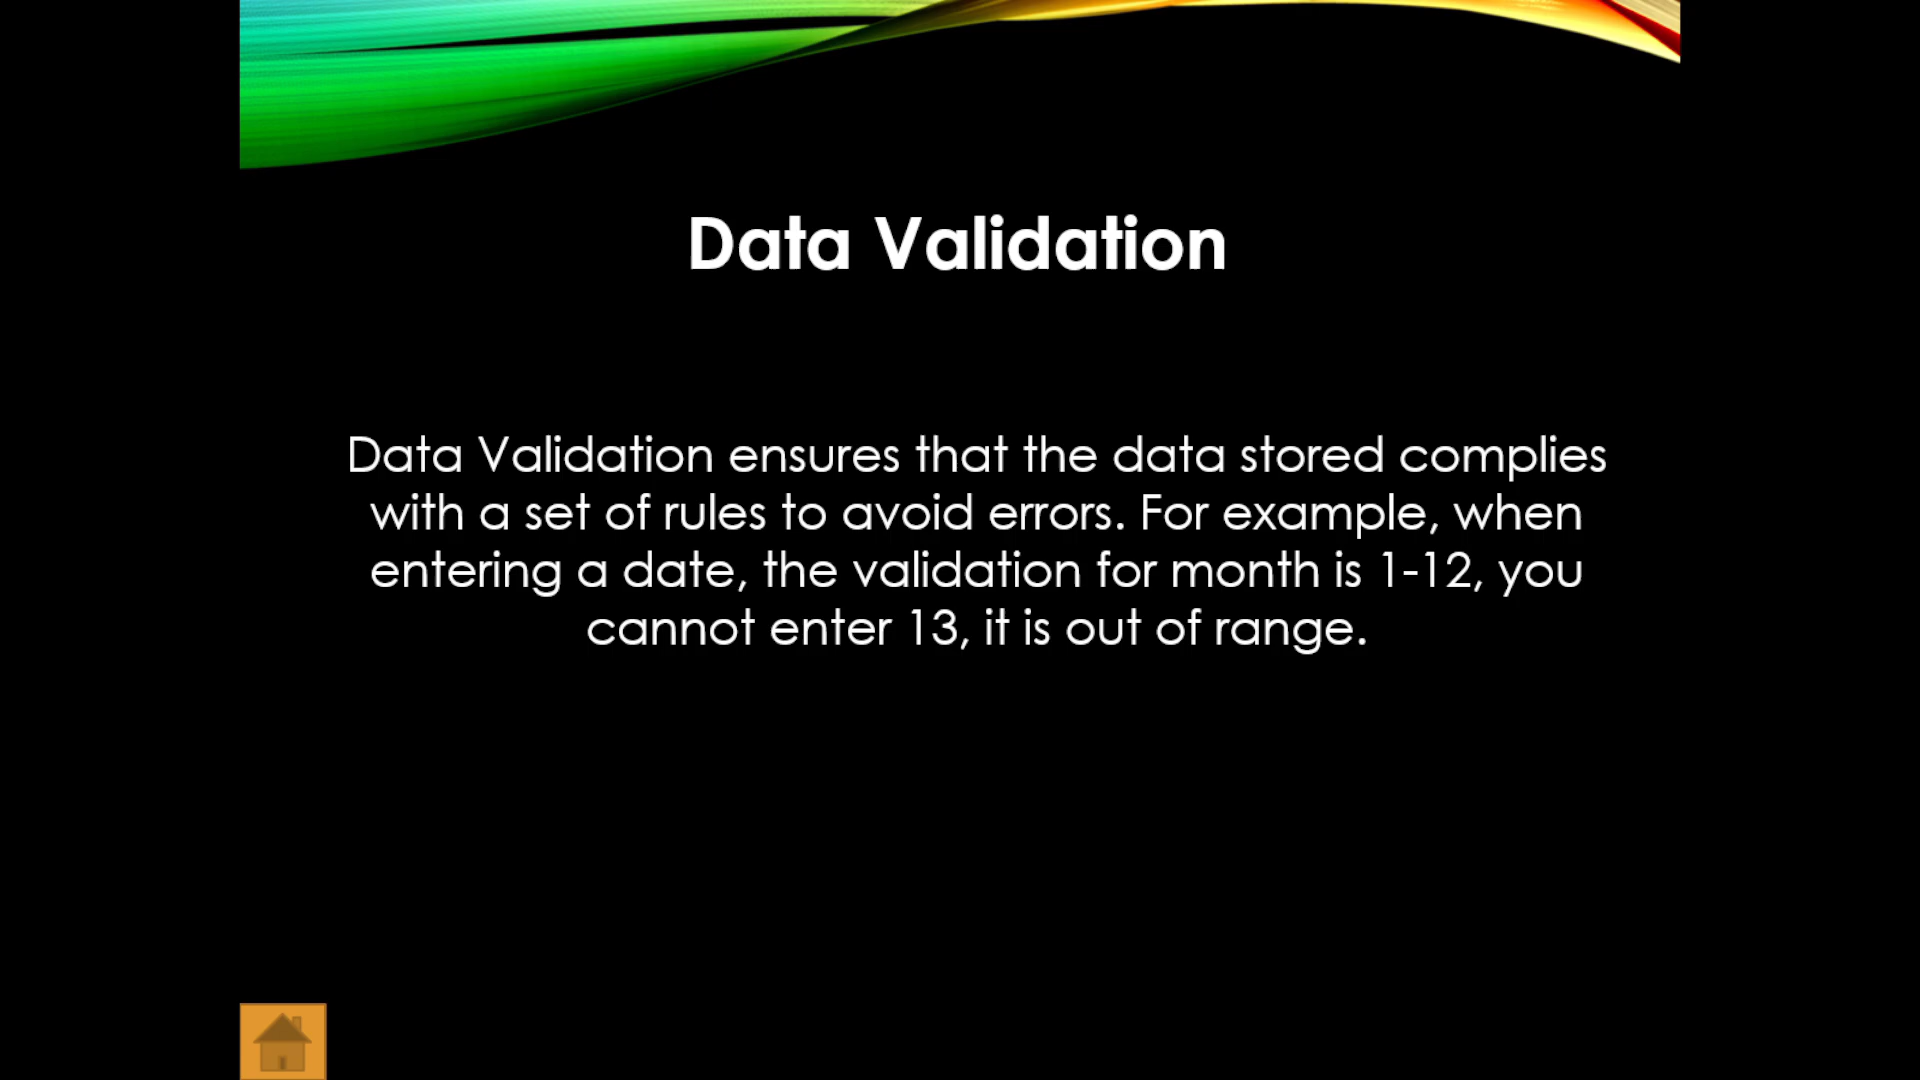 Data Validation
Data Validation ensures that the data stored complies
with a set of rules to avoid errors. For example, when
entering a date, the validation for month is 1-12, you
cannot enter 13, it is out of range.